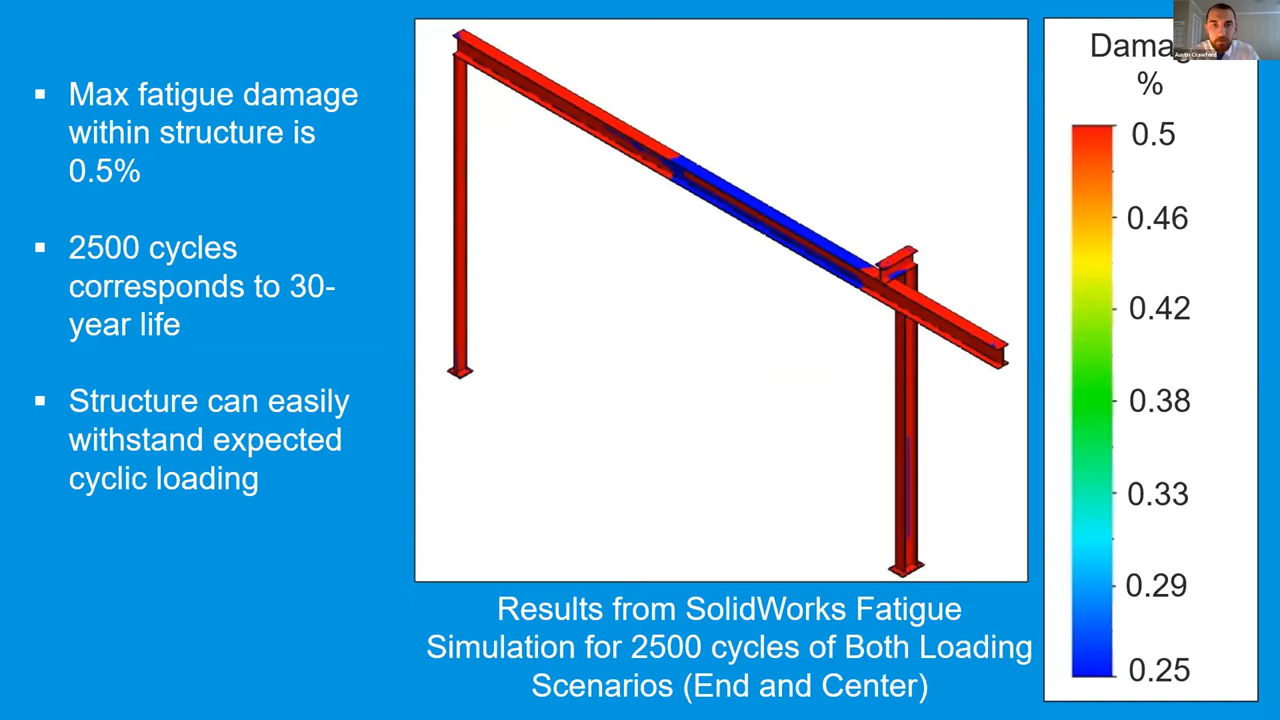 ▪ Max fatigue damage
within structure is
0.5%
▪ 2500 cycles
corresponds to 30-
year life
▪ Structure can easily
withstand expected
cyclic loading
Results from SolidWorks Fatigue
Simulation for 2500 cycles of Both Loading
Scenarios (End and Center)
%
0.5
0.46
0.42
0.38
0.33
0.29
0.25
Austin Crawford